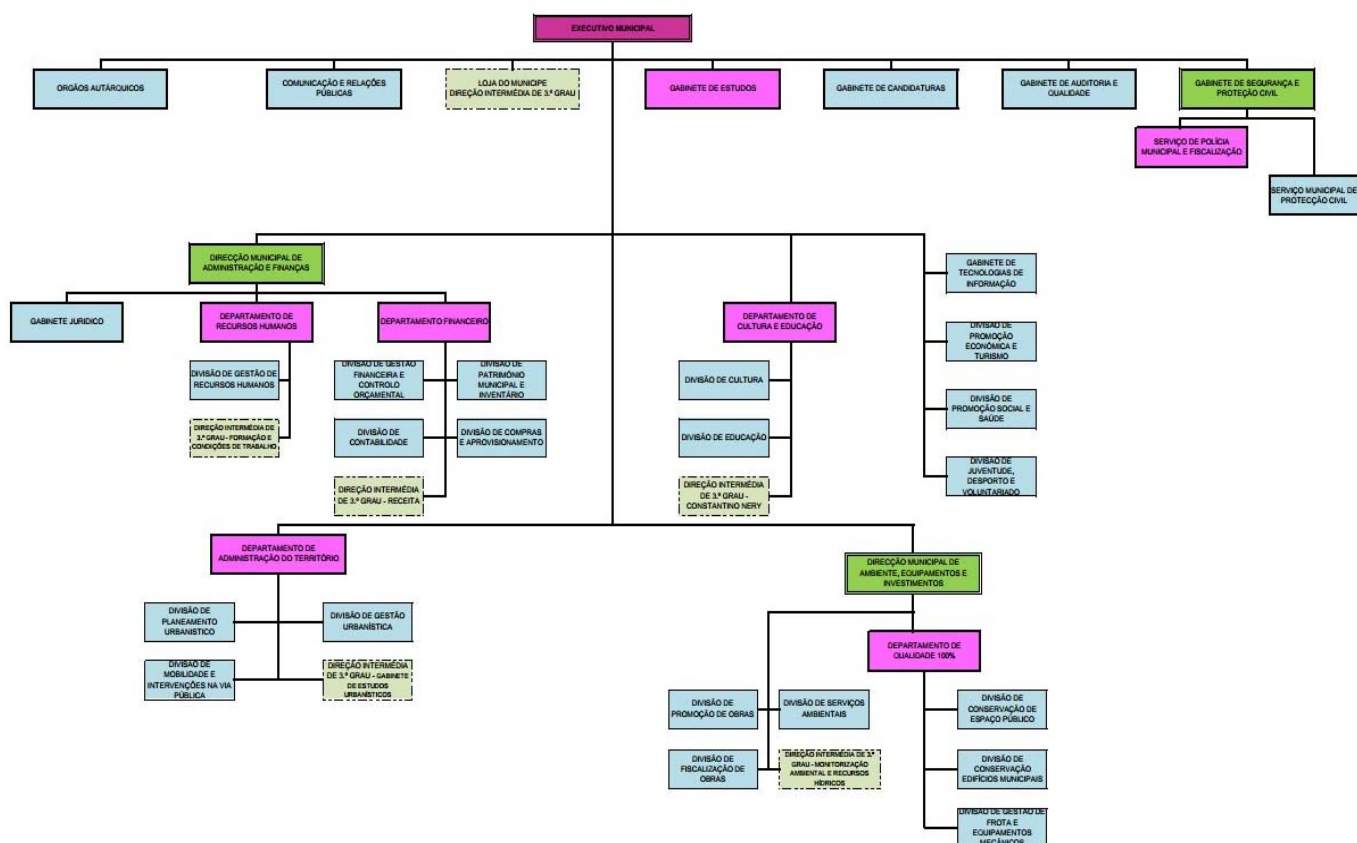 EXECUTIVO MUNICIPAL
ORGÃOS AUTÁRQUICOS
COMUNICAÇÃO E RELAÇÕES
PÚBLICAS
LOJA DO MUNICIPE
DIREÇÃO INTERMÉDIA DE 3.º GRAU
GABINETE DE ESTUDOS
GABINETE DE CANDIDATURAS
GABINETE DE AUDITORIA E
QUALIDADE
GABINETE DE SEGURANÇA E
PROTEÇÃO CIVIL
SERVIÇO DE POLÍCIA
MUNICIPAL E FISCALIZAÇÃO
SERVIÇO MUNICIPAL DE
PROTECÇÃO CIVIL
DIRECÇÃO MUNICIPAL DE
ADMINISTRAÇÃO E FINANÇAS
GABINETE JURIDICO
DEPARTAMENTO DE
RECURSOS HUMANOS
DEPARTAMENTO FINANCEIRO
DIVISÃO DE GESTÃO DE
RECURSOS HUMANOS
DIREÇÃO INTERMÉDIA DE
3.º GRAU - FORMAÇÃO E
CONDIÇÕES DE TRABALHO
DIVISÃO DE GESTÃO
FINANCEIRA E
CONTROLO
ORÇAMENTAL
DIVISÃO DE
PATRIMÓNIO
MUNICIPAL E
INVENTÁRIO
DIVISÃO DE
CONTABILIDADE
DIVISÃO DE COMPRAS
E APROVISIONAMENTO
DIREÇÃO INTERMÉDIA
DE 3.º GRAU - RECEITA
DEPARTAMENTO DE
CULTURA E EDUCAÇÃO
DIVISÃO DE CULTURA
DIVISÃO DE EDUCAÇÃO
DIREÇÃO INTERMÉDIA
DE 3.º GRAU -
CONSTANTINO NERY
GABINETE DE
TECNOLOGIAS DE
INFORMAÇÃO
DIVISÃO DE
PROMOÇÃO
ECONÓMICA E
TURISMO
DIVISÃO DE
PROMOÇÃO SOCIAL E
SAÚDE
DIVISÃO DE
JUVENTUDE,
DESPORTO E
VOLUNTARIADO
DEPARTAMENTO DE
ADMINISTRAÇÃO DO TERRITÓRIO
DIVISÃO DE
PLANEAMENTO
URBANISTICO
DIVISÃO DE GESTÃO
URBANÍSTICA
DIVISÃO DE
MOBILIDADE E
INTERVENÇÕES NA VIA
PÚBLICA
DIREÇÃO INTERMÉDIA
DE 3.º GRAU - GABINETE
DE ESTUDOS
URBANÍSTICOS
DIRECÇÃO MUNICIPAL DE
AMBIENTE, EQUIPAMENTOS E
INVESTIMENTOS
DEPARTAMENTO DE
QUALIDADE 100%
DIVISÃO DE
PROMOÇÃO DE OBRAS
DIVISÃO DE SERVIÇOS
AMBIENTAIS
DIVISÃO DE
FISCALIZAÇÃO DE
OBRAS
DIREÇÃO INTERMÉDIA DE 3.º
GRAU - MONITORIZAÇÃO
AMBIENTAL E RECURSOS
HÍDRICOS
DIVISÃO DE
CONSERVAÇÃO DE
ESPAÇO PÚBLICO
DIVISÃO DE
CONSERVAÇÃO
EDIFÍCIOS MUNICIPAIS
DIVISÃO DE GESTÃO DE
FROTA E
EQUIPAMENTOS
MECÂNICOS